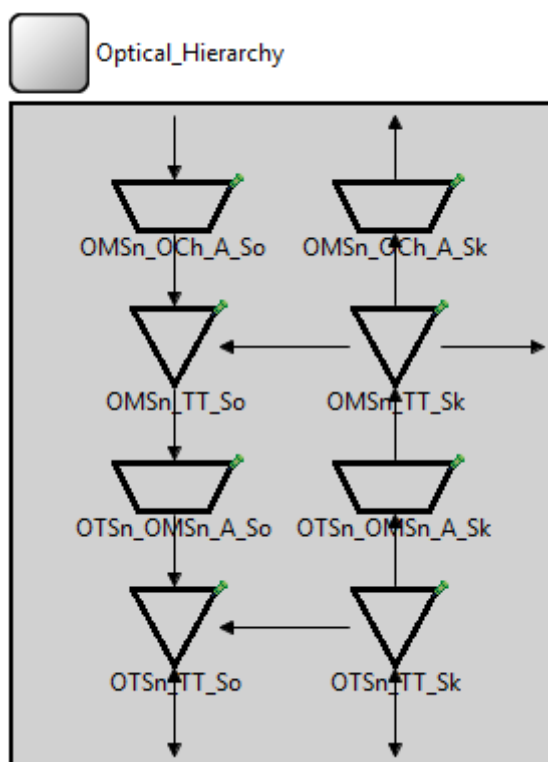 Optical_Hierarchy
OMSn_OCh_A_So
OMSn_OCh_A_Sk
OMSn_TT_So
OMSn_TT_Sk
OTSn_OMSn_A_So
OTSn_OMSn_A_Sk
OTSn_TT_So
OTSn_TT_Sk